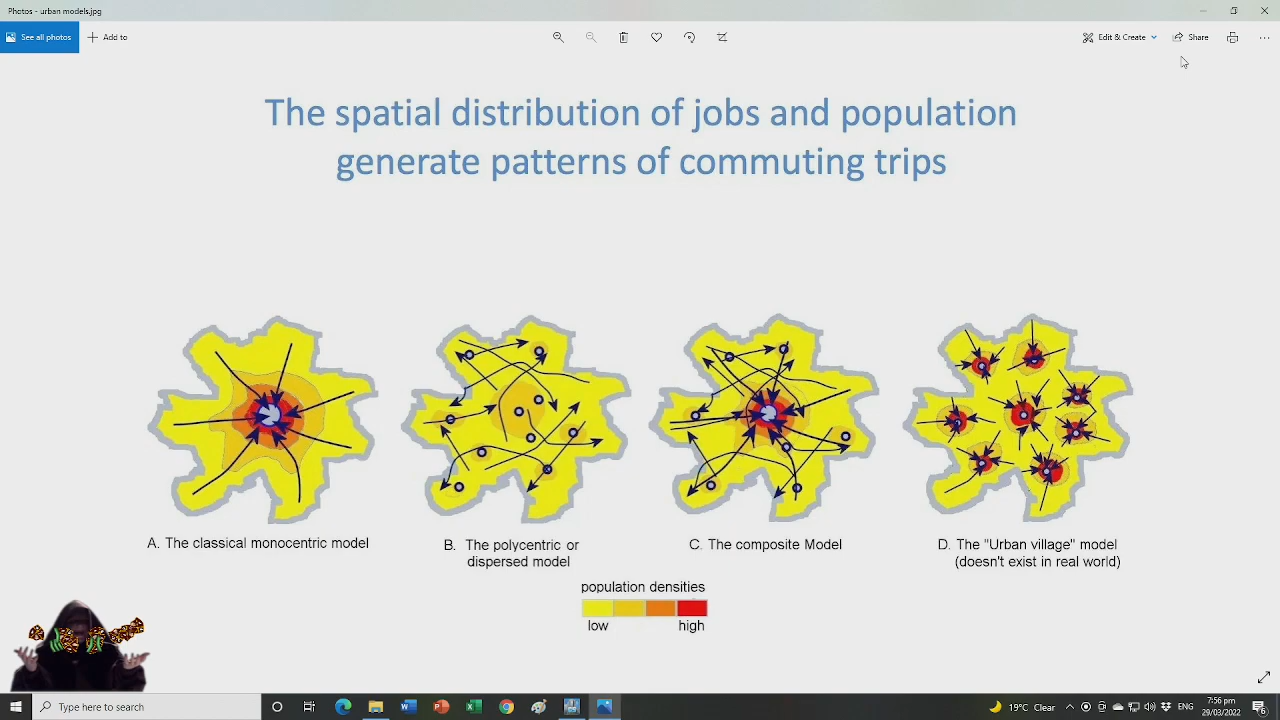 Photos - urban models.jpg
See all photos
Add to
Edit & Create
Share
The spatial distribution of jobs and population
generate patterns of commuting trips
A. The classical monocentric model
B. The polycentric or
dispersed model
C. The composite Model
D. The "Urban village" model
(doesn't exist in real world)
population densities
low
high
Type here to search
19°C Clear
ENG
7:56 pm
29/03/2022